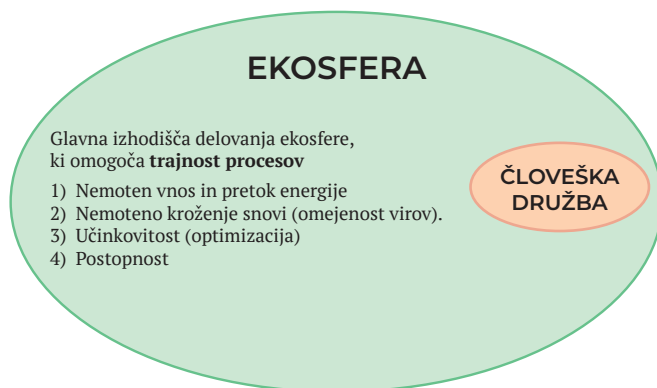 EKOSFERA
Glavna izhodišča delovanja ekosfere,
ki omogoča trajnost procesov
1) Nemoten vnos in pretok energije
2) Nemoteno kroženje snovi (omejenost virov).
3) Učinkovitost (optimizacija)
4) Postopnost
ČLOVEŠKA
DRUŽBA